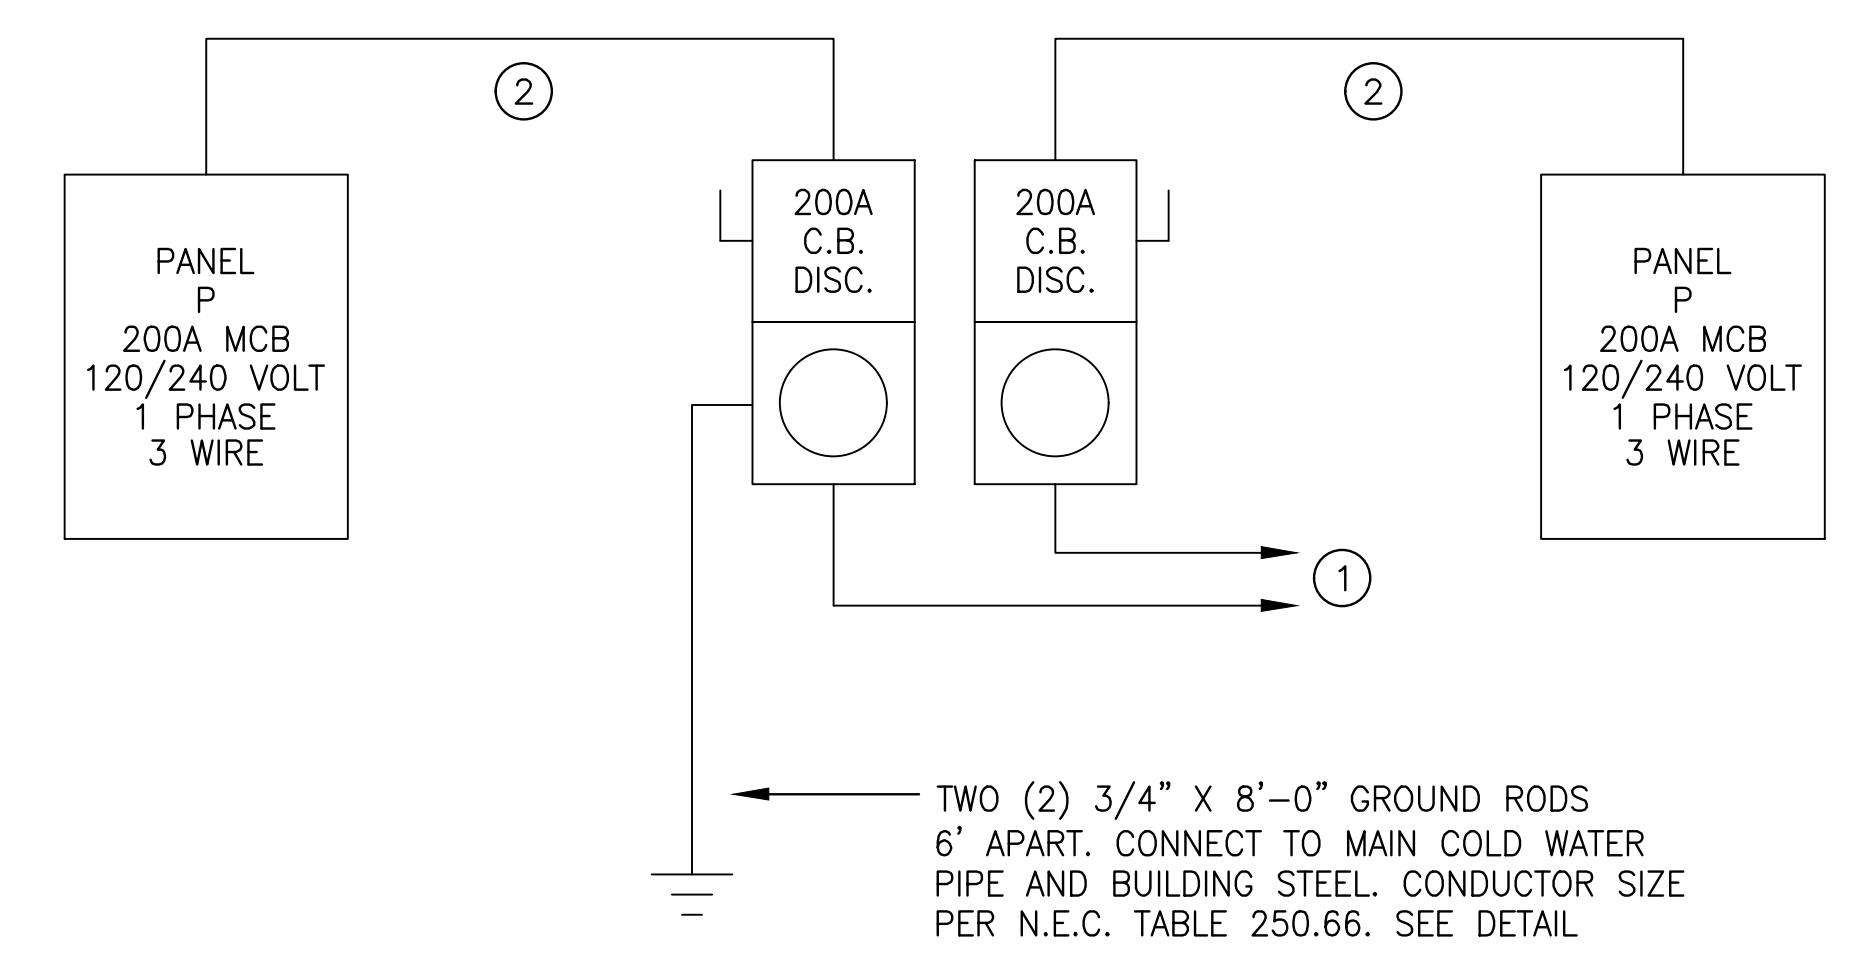 2
2
PANEL
P
200A MCB
120/240 VOLT
1 PHASE
3 WIRE
200A
C.B.
DISC.
200A
C.B.
DISC.
PANEL
P
200A MCB
120/240 VOLT
1 PHASE
3 WIRE
1
TWO (2) 3/4" X 8'-0" GROUND RODS
6' APART. CONNECT TO MAIN COLD WATER
PIPE AND BUILDING STEEL. CONDUCTOR SIZE
PER N.E.C. TABLE 250.66. SEE DETAIL